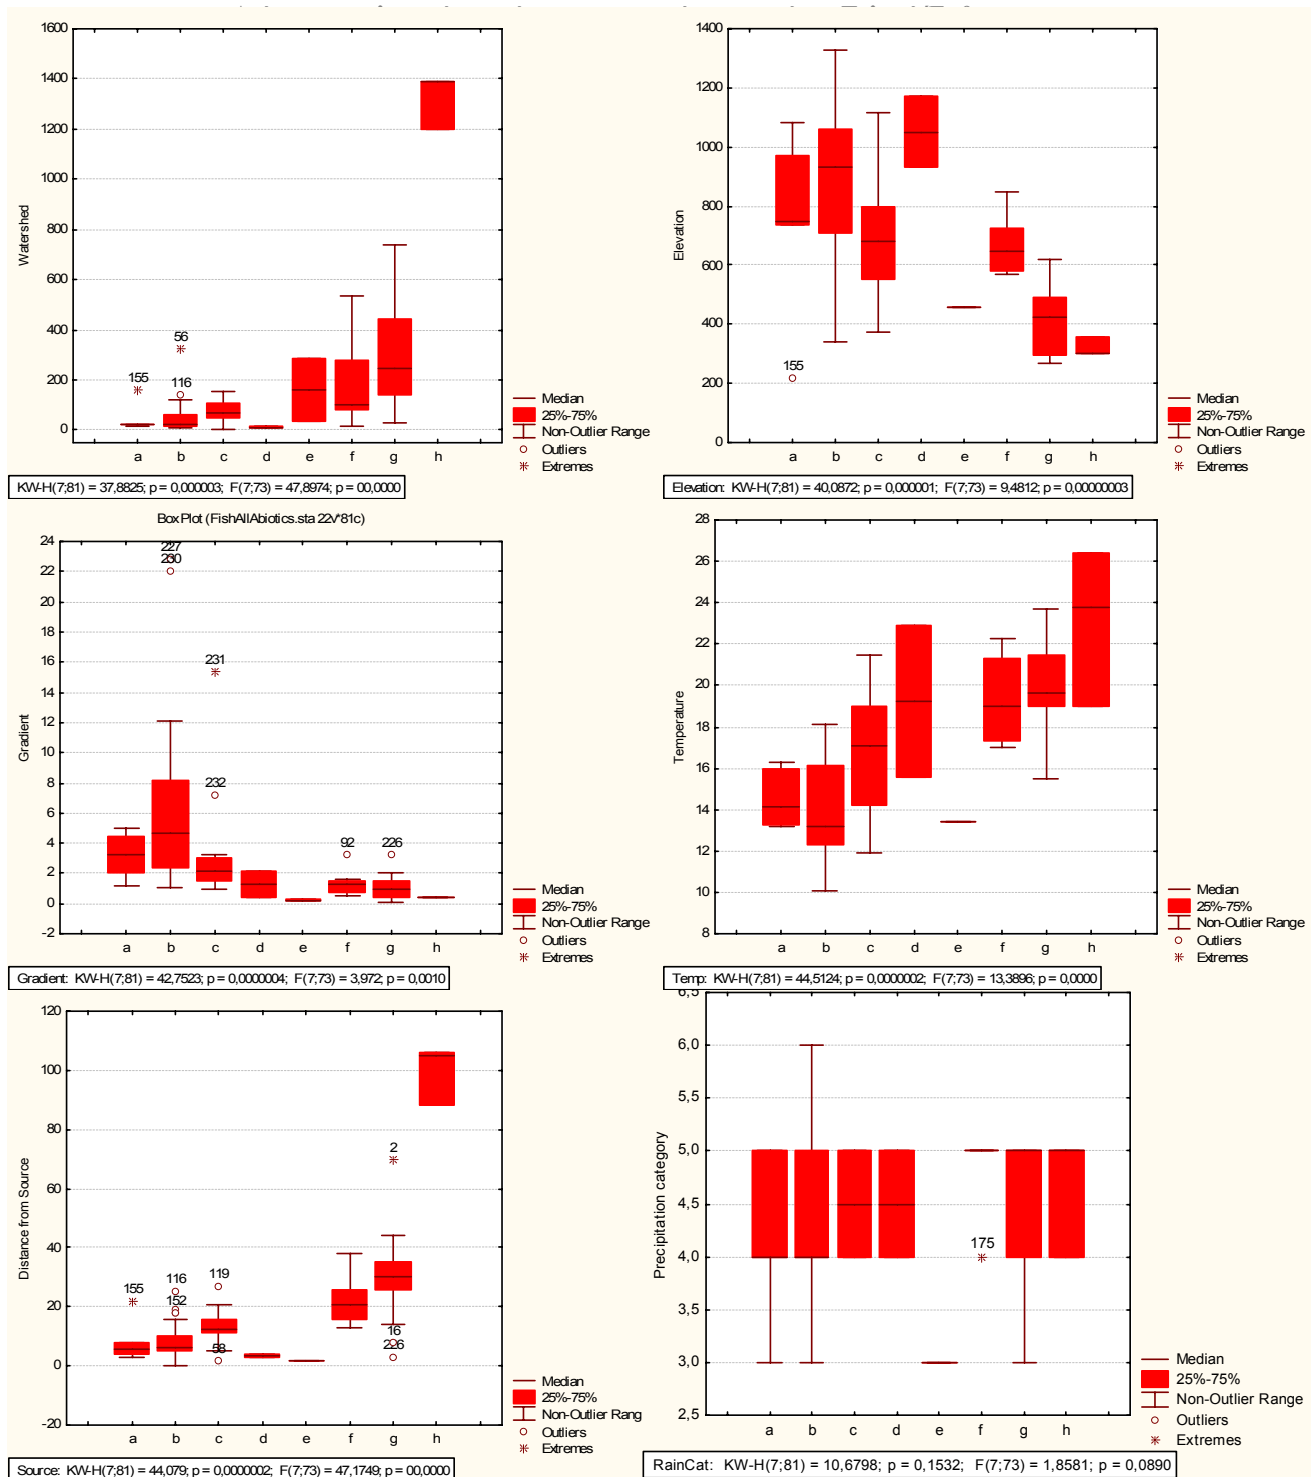 1600
1400
1200
1000
800
600
400
200
0
Watershed
155
56
116
a b c d e f g h
Median
25%-75%
Non-Outlier Range
Outliers
Extremes
KW-H(7;81) = 37,8825; p = 0,000003; F(7;73) = 47,8974; p = 00,0000
1400
1200
1000
800
600
400
200
0
Elevation
155
a b c d e f g h
Median
25%-75%
Non-Outlier Range
Outliers
Extremes
Elevation: KW-H(7;81) = 40,0872; p = 0,000001; F(7;73) = 9,4812; p = 0,00000003
BoxPlot (FishAllAbiotics.sta 22v*81c)
24
22
20
18
16
14
12
10
8
6
4
2
0
-2
Gradient
227
230
231
232
92
226
a b c d e f g h
Median
25%-75%
Non-Outlier Range
Outliers
Extremes
Gradient: KW-H(7;81) = 42,7523; p = 0,0000004; F(7;73) = 3,972; p = 0,0010
28
26
24
22
20
18
16
14
12
10
8
Temperature
a b c d e f g h
Median
25%-75%
Non-Outlier Range
Outliers
Extremes
Temp: KW-H(7;81) = 44,5124; p = 0,0000002; F(7;73) = 13,3896; p = 0,0000
120
100
80
60
40
20
0
-20
Distance from Source
155
116
152
119
58
2
16
226
a b c d e f g h
Median
25%-75%
Non-Outlier Rang
Outliers
Extremes
Source: KW-H(7;81) = 44,079; p = 0,0000002; F(7;73) = 47,1749; p = 00,0000
6,5
6,0
5,5
5,0
4,5
4,0
3,5
3,0
2,5
Precipitation category
175
a b c d e f g h
Median
25%-75%
Non-Outlier Range
Outliers
Extremes
RainCat: KW-H(7;81) = 10,6798; p = 0,1532; F(7;73) = 1,8581; p = 0,0890